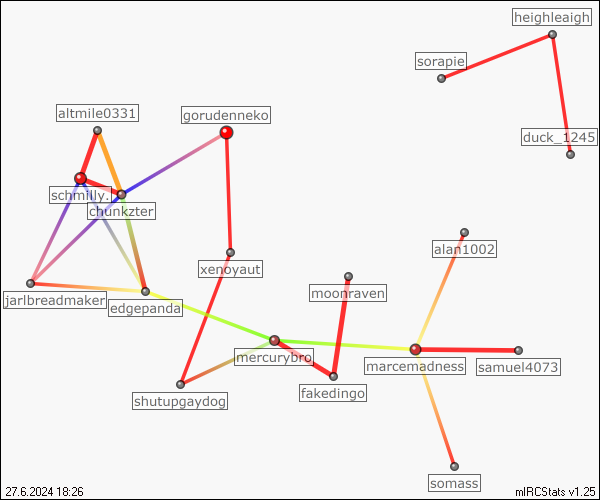 heighleaigh
sorapie
altmile0331
gorudenneko
duck_1245
schmilly.
chunkzter
alan1002
xenoyaut
moonraven
jarlbreadmaker
edgepanda
mercurybro
marcemadness
samuel4073
fakedingo
shutupgaydog
somass
27.6.2024 18:26
mIRCStats v1.25